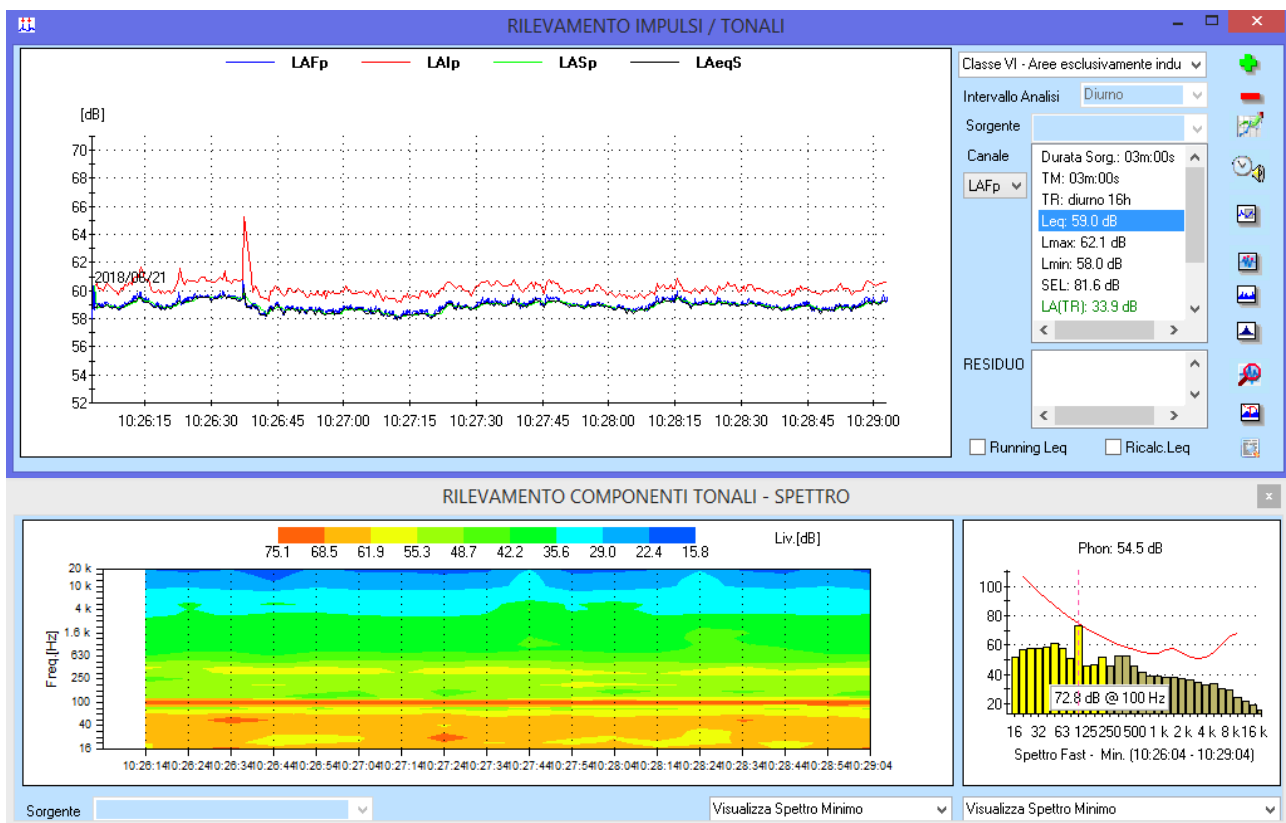 RILEVAMENTO IMPULSI / TONALI
LAFp LAIp LASp LAeqS
[dB]
70
68
66
64
62
2018/06/21
60
58
56
54
52
10:26:15 10:26:30 10:26:45 10:27:00 10:27:15 10:27:30 10:27:45 10:28:00 10:28:15 10:28:30 10:28:45 10:29:00
Classe VI - Aree esclusivamente indu
Intervallo Analisi Diurno
Sorgente
Canale
LAFp
Durata Sorg.: 03m:00s
TM: 03m:00s
TR: diurno 16h
Leq: 59.0 dB
Lmax: 62.1 dB
Lmin: 58.0 dB
SEL: 81.6 dB
LA(TR): 33.9 dB
RESIDUO
Running Leq Ricalc.Leq
RILEVAMENTO COMPONENTI TONALI - SPETTRO
x
75.1 68.5 61.9 55.3 48.7 42.2 35.6 29.0 22.4 15.8
Liv.[dB]
Freq.[Hz]
20 k
10 k
4 k
1.6 k
630
250
100
40
16
10:26:14 10:26:24 10:26:34 10:26:44 10:26:54 10:27:04 10:27:14 10:27:24 10:27:34 10:27:44 10:27:54 10:28:04 10:28:14 10:28:24 10:28:34 10:28:44 10:28:54 10:29:04
Phon: 54.5 dB
100
80
60
40
20
72.8 dB @ 100 Hz
16 32 63 125 250 500 1 k 2 k 4 k 8 k 16 k
Spettro Fast - Min. (10:26:04 - 10:29:04)
Sorgente
Visualizza Spettro Minimo
Visualizza Spettro Minimo